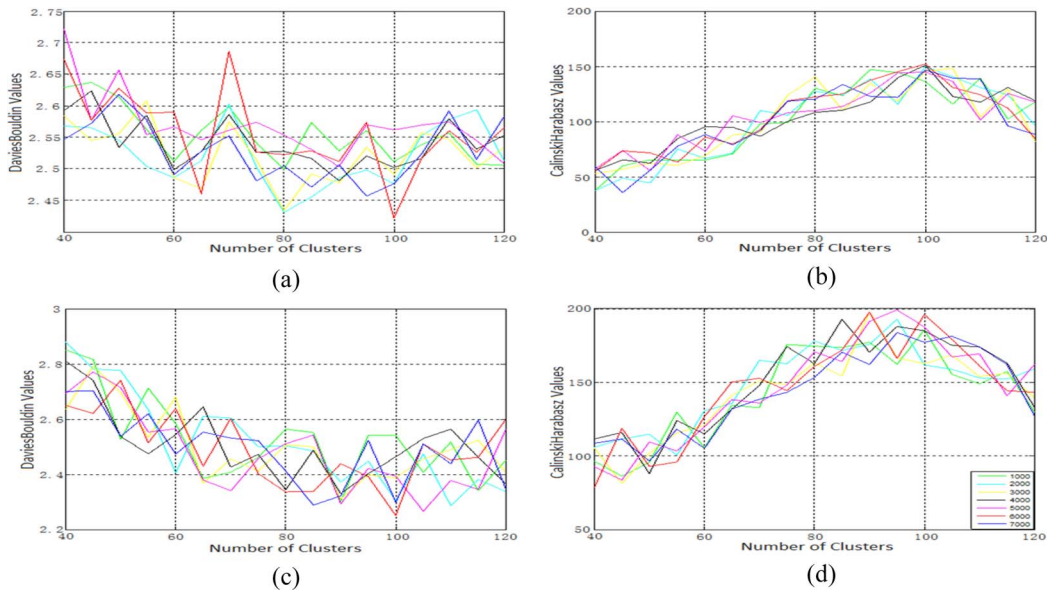 2.75
2.7
2.65
2.6
2.55
2.5
2.45
DaviesBouldin Values
40 60 80 100 120
Number of Clusters
(a)
200
150
100
50
0
CalinskiHarabasz Values
40 60 80 100 120
Number of Clusters
(b)
3
2.8
2.6
2.4
2.2
DaviesBouldin Values
40 60 80 100 120
Number of Clusters
(c)
200
150
100
50
CalinskiHarabasz Values
40 60 80 100 120
Number of Clusters
1000
2000
3000
4000
5000
6000
7000
(d)